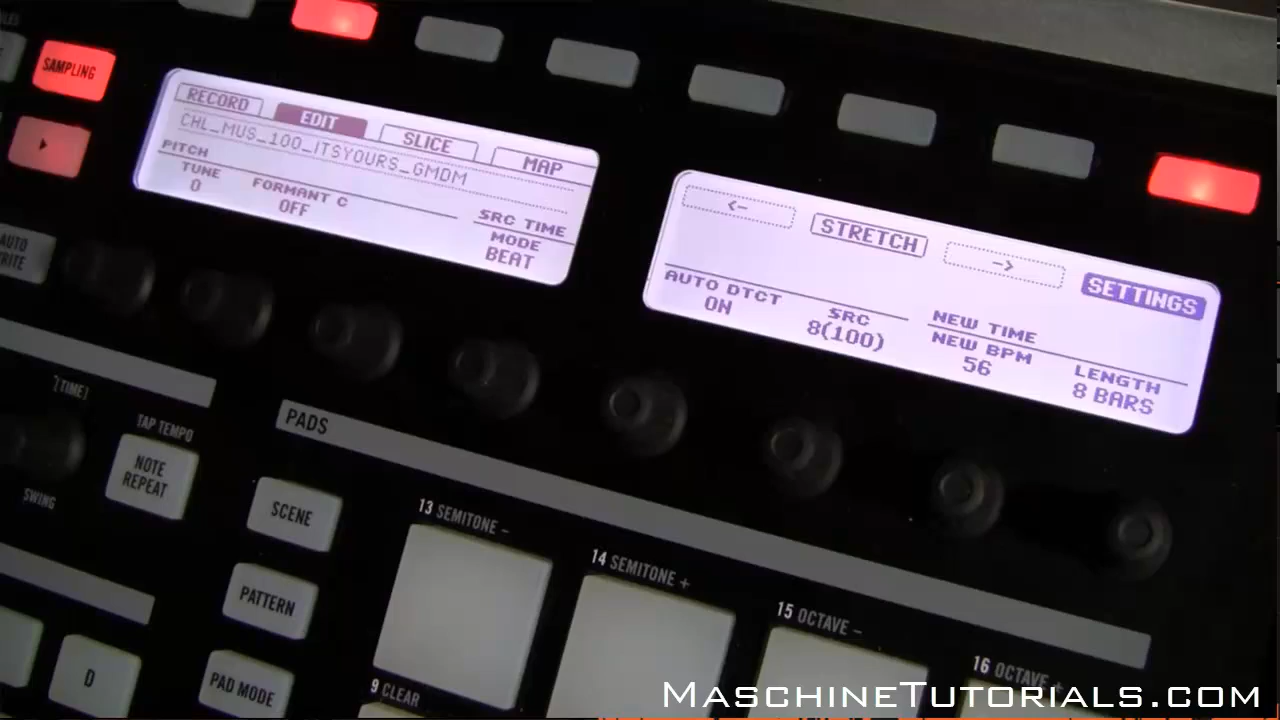 SAMPLING
RECORD
EDIT
SLICE
MAP
CHL_MUS_100_ITSYOURS_GMDM
PITCH
TUNE
0
FORMANT C
OFF
SRC TIME
MODE
BEAT
<-
STRETCH
->
SETTINGS
AUTO DTCT
ON
SRC
8(100)
NEW TIME
NEW BPM
56
LENGTH
8 BARS
AUTO
[TIME]
SWING
TAP TEMPO
NOTE
REPEAT
PADS
SCENE
PATTERN
PAD MODE
D
13 SEMITONE -
14 SEMITONE +
15 OCTAVE -
16 OCTAVE +
9 CLEAR
MASCHINETUTORIALS.COM